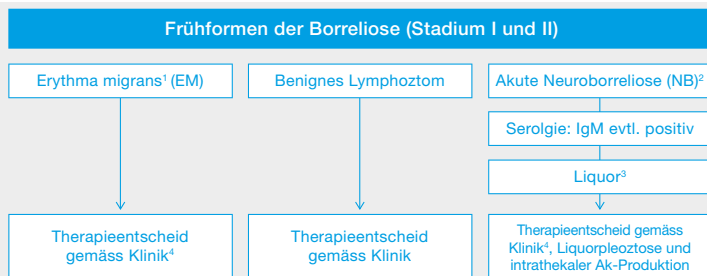 Frühformen der Borreliose (Stadium I und II)
Erythma migrans¹ (EM)
Benignes Lymphoztom
Akute Neuroborreliose (NB)²
Serolgie: IgM evtl. positiv
Liquor³
Therapieentscheid
gemäss Klinik⁴
Therapieentscheid
gemäss Klinik
Therapieentscheid gemäss
Klinik⁴, Liquorpleoztose und
intrathekaler Ak-Produktion